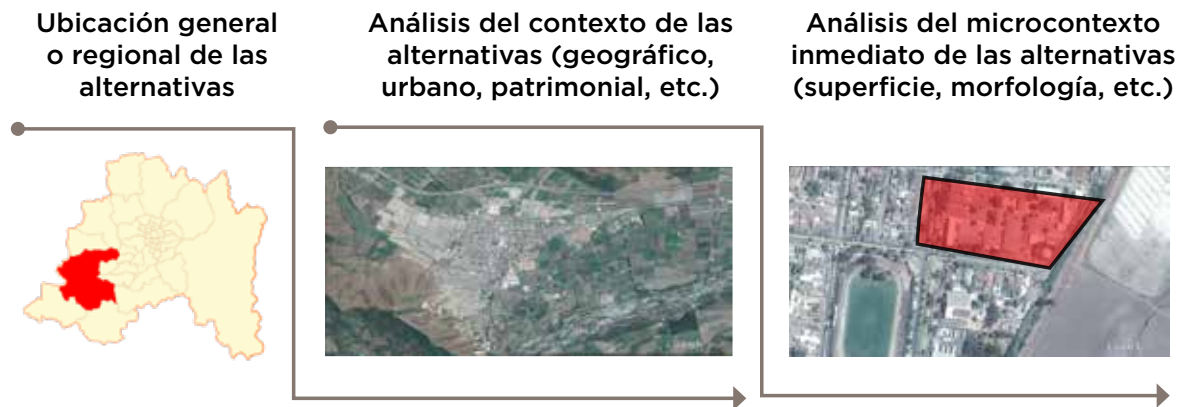 Ubicación general
o regional de las
alternativas
Análisis del contexto de las
alternativas (geográfico,
urbano, patrimonial, etc.)
Análisis del microcontexto
inmediato de las alternativas
(superficie, morfología, etc.)